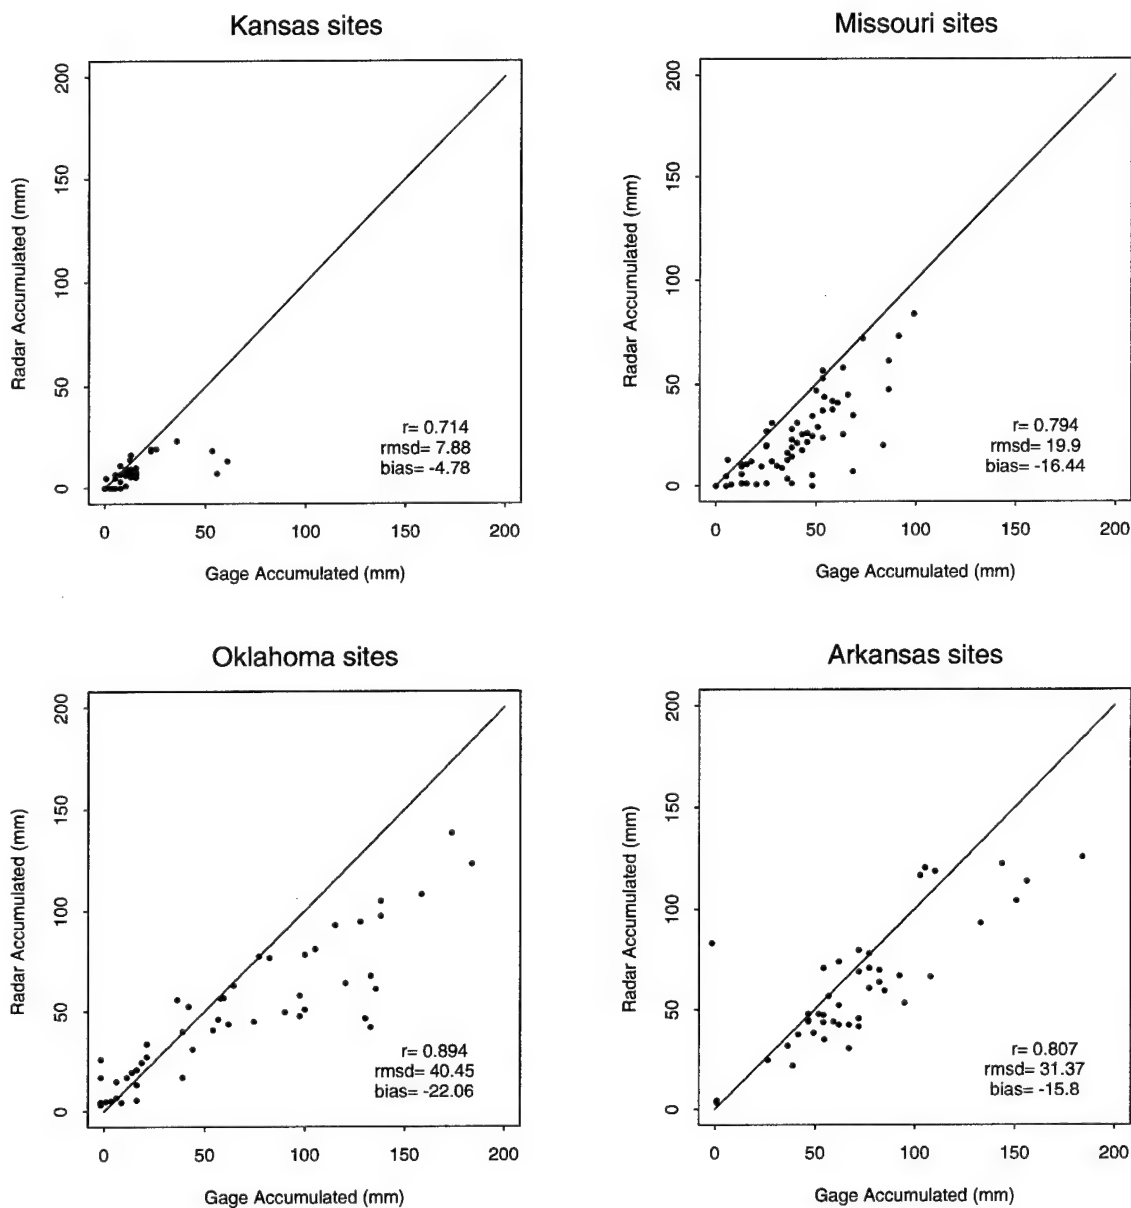 Kansas sites
Radar Accumulated (mm)
200
150
100
50
0
r= 0.714
rmsd= 7.88
bias= -4.78
0 50 100 150 200
Gage Accumulated (mm)
Missouri sites
Radar Accumulated (mm)
200
150
100
50
0
r= 0.794
rmsd= 19.9
bias= -16.44
0 50 100 150 200
Gage Accumulated (mm)
Oklahoma sites
Radar Accumulated (mm)
200
150
100
50
0
r= 0.894
rmsd= 40.45
bias= -22.06
0 50 100 150 200
Gage Accumulated (mm)
Arkansas sites
Radar Accumulated (mm)
200
150
100
50
0
r= 0.807
rmsd= 31.37
bias= -15.8
0 50 100 150 200
Gage Accumulated (mm)